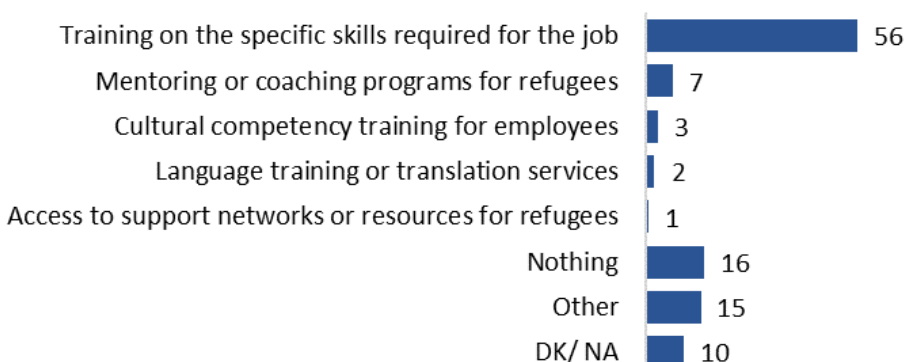 Training on the specific skills required for the job 56
Mentoring or coaching programs for refugees 7
Cultural competency training for employees 3
Language training or translation services 2
Access to support networks or resources for refugees 1
Nothing 16
Other 15
DK/ NA 10